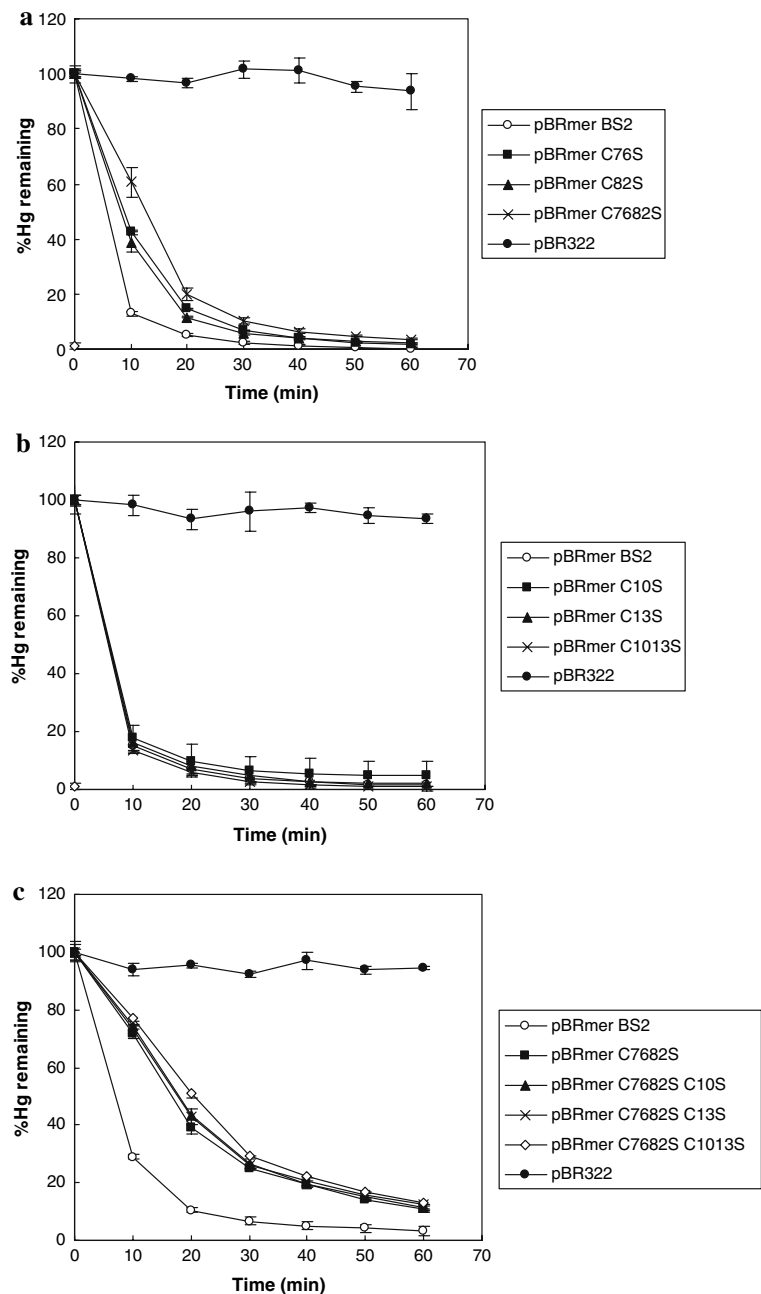 a
120
100
80
60
40
20
0
%Hg remaining
0 10 20 30 40 50 60 70
Time (min)
pBRmer BS2
pBRmer C76S
pBRmer C82S
pBRmer C7682S
pBR322
b
120
100
80
60
40
20
0
%Hg remaining
0 10 20 30 40 50 60 70
Time (min)
pBRmer BS2
pBRmer C10S
pBRmer C13S
pBRmer C1013S
pBR322
c
120
100
80
60
40
20
0
%Hg remaining
0 10 20 30 40 50 60 70
Time (min)
pBRmer BS2
pBRmer C7682S
pBRmer C7682S C10S
pBRmer C7682S C13S
pBRmer C7682S C1013S
pBR322